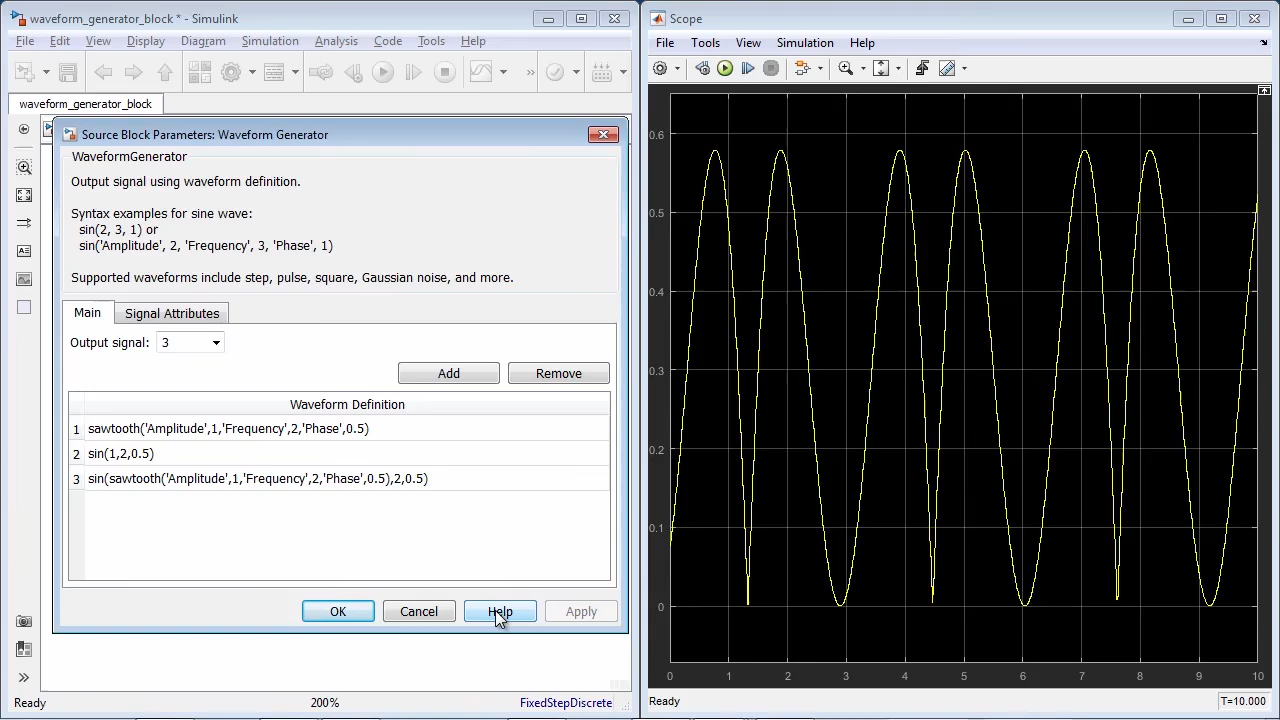 waveform_generator_block * - Simulink
File Edit View Display Diagram Simulation Analysis Code Tools Help
waveform_generator_block
Source Block Parameters: Waveform Generator
WaveformGenerator
Output signal using waveform definition.
Syntax examples for sine wave:
sin(2, 3, 1) or
sin('Amplitude', 2, 'Frequency', 3, 'Phase', 1)
Supported waveforms include step, pulse, square, Gaussian noise, and more.
Main Signal Attributes
Output signal: 3
Add Remove
Waveform Definition
1 sawtooth('Amplitude',1,'Frequency',2,'Phase',0.5)
2 sin(1,2,0.5)
3 sin(sawtooth('Amplitude',1,'Frequency',2,'Phase',0.5),2,0.5)
OK Cancel Help Apply
Ready 200% FixedStepDiscrete
Scope
File Tools View Simulation Help
0.6
0.5
0.4
0.3
0.2
0.1
0
0 1 2 3 4 5 6 7 8 9 10
Ready T=10.000